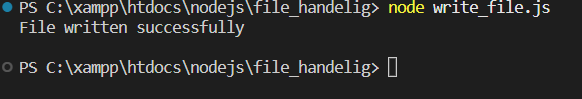 PS C:\xampp\htdocs\nodejs\file_handelig> node write_file.js
File written successfully
PS C:\xampp\htdocs\nodejs\file_handelig>